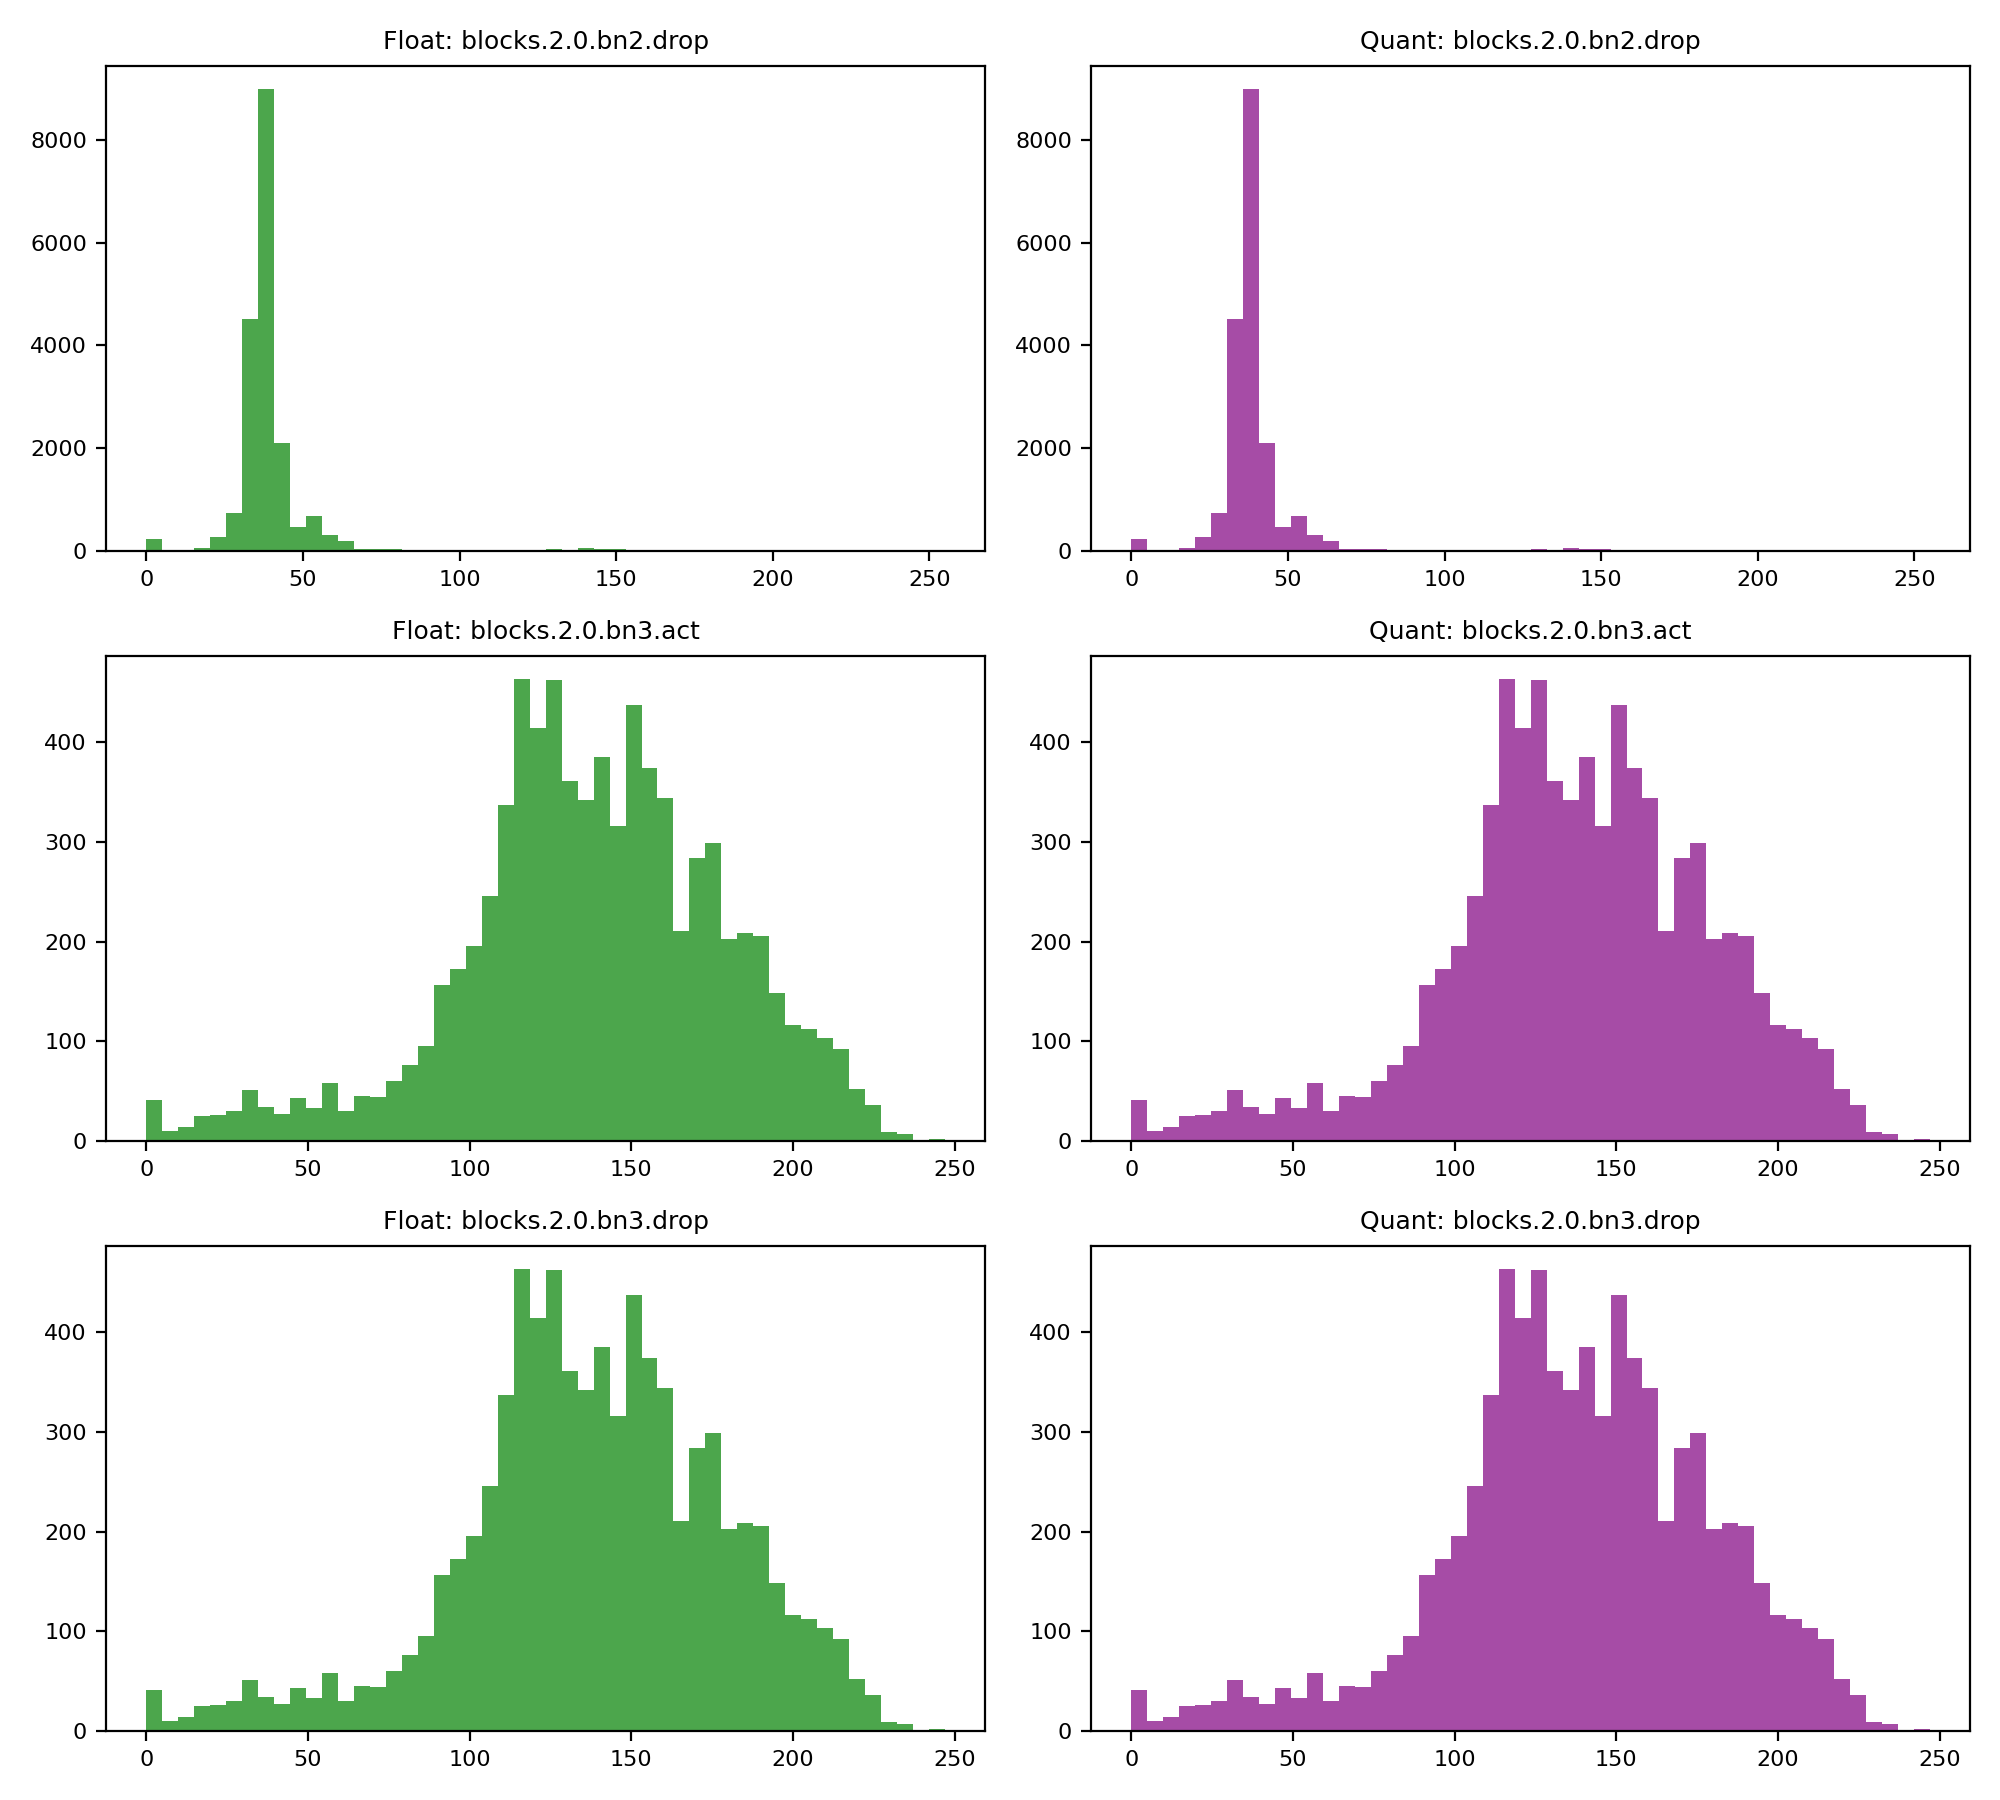 Float: blocks.2.0.bn2.drop
Quant: blocks.2.0.bn2.drop
8000
6000
4000
2000
0
0 50 100 150 200 250
8000
6000
4000
2000
0
0 50 100 150 200 250
Float: blocks.2.0.bn3.act
Quant: blocks.2.0.bn3.act
400
300
200
100
0
0 50 100 150 200 250
400
300
200
100
0
0 50 100 150 200 250
Float: blocks.2.0.bn3.drop
Quant: blocks.2.0.bn3.drop
400
300
200
100
0
0 50 100 150 200 250
400
300
200
100
0
0 50 100 150 200 250